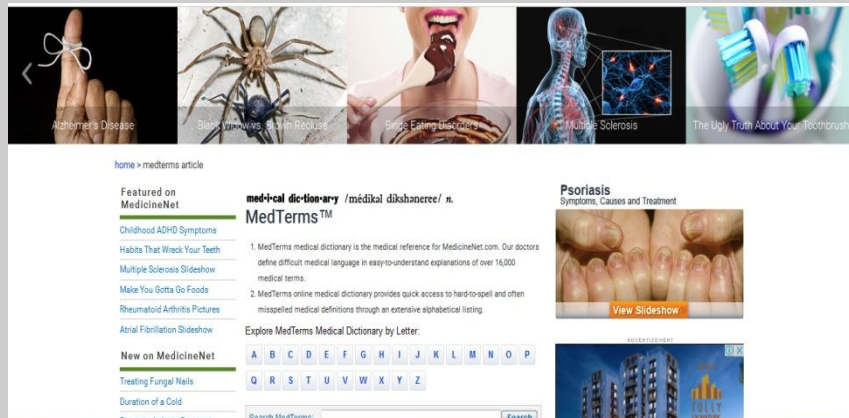 Alzheimer's Disease
Black Widow vs. Brown Recluse
Binge Eating Disorders
Multiple Sclerosis
The Ugly Truth About Your Toothbrush
home > medterms article
Featured on
MedicineNet
Childhood ADHD Symptoms
Habits That Wreck Your Teeth
Multiple Sclerosis Slideshow
Make You Gotta Go Foods
Rheumatoid Arthritis Pictures
Atrial Fibrillation Slideshow
New on MedicineNet
Treating Fungal Nails
Duration of a Cold
med•i•cal dic•tion•ar•y /médikəl dikshəneree/ n.
MedTerms™
1. MedTerms medical dictionary is the medical reference for MedicineNet.com. Our doctors
define difficult medical language in easy-to-understand explanations of over 16,000
medical terms.
2. MedTerms online medical dictionary provides quick access to hard-to-spell and often
misspelled medical definitions through an extensive alphabetical listing.
Explore MedTerms Medical Dictionary by Letter:
A B C D E F G H I J K L M N O P
Q R S T U V W X Y Z
Search MedTerms: Search
Psoriasis
Symptoms, Causes and Treatment
View Slideshow
ADVERTISEMENT
TULLY